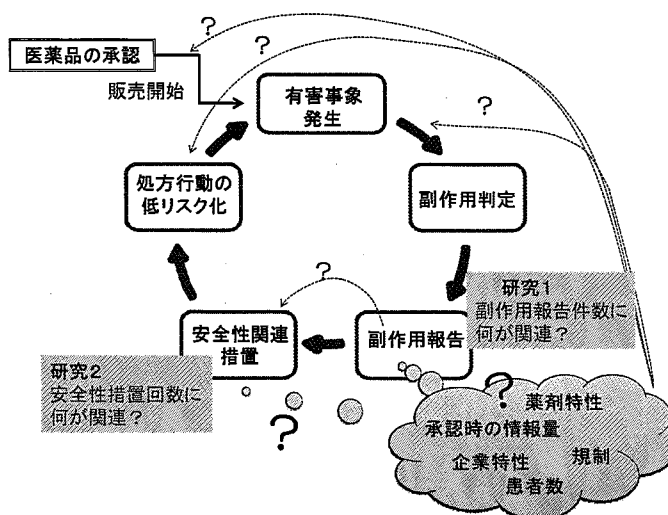 ?
医薬品の承認
?
販売開始
有害事象
発生
?
処方行動の
低リスク化
副作用判定
?
研究1
副作用報告件数に
何が関連?
安全性関連
措置
副作用報告
研究2
安全性措置回数に
何が関連?
?
?
薬剤特性
承認時の情報量
企業特性
規制
患者数